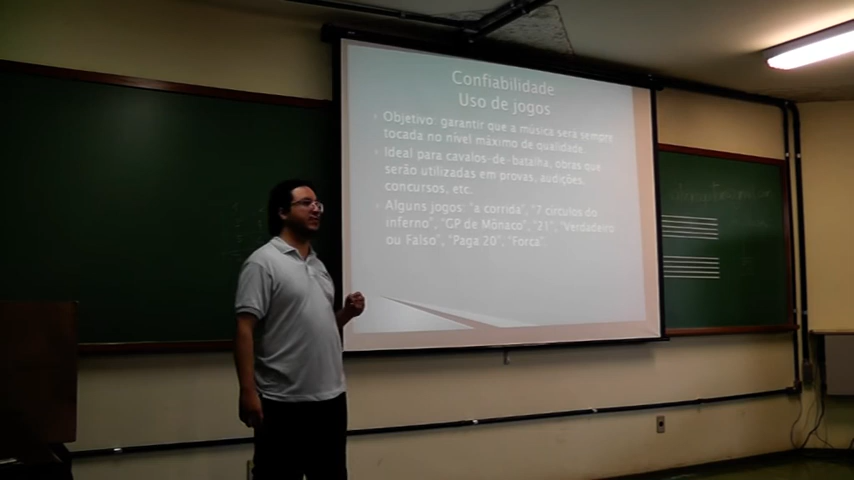 Confiabilidade
Uso de jogos
Objetivo: garantir que a música será sempre
tocada no nível máximo de qualidade.
Ideal para cavalos-de-batalha, obras que
serão utilizadas em provas, audições,
concursos, etc.
Alguns jogos: "a corrida", "7 círculos do
inferno", "GP de Mônaco", "21", "Verdadeiro
ou Falso", "Paga 20", "Forca"